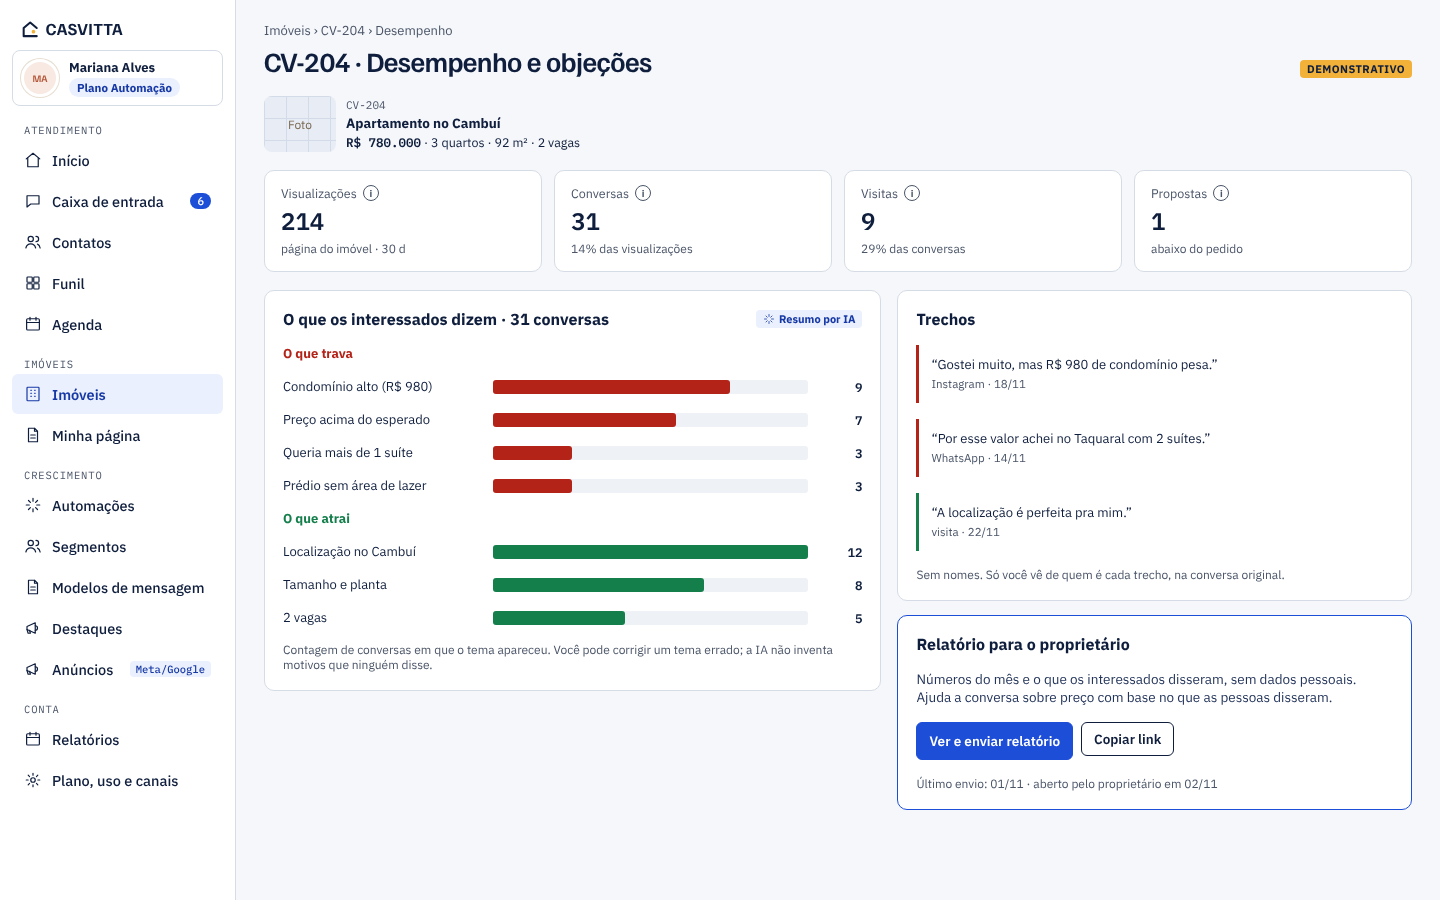 CASVITTA
MA
Mariana Alves
Plano Automação
ATENDIMENTO
Início
Caixa de entrada 6
Contatos
Funil
Agenda
IMÓVEIS
Imóveis
Minha página
CRESCIMENTO
Automações
Segmentos
Modelos de mensagem
Destaques
Anúncios Meta/Google
CONTA
Relatórios
Plano, uso e canais
Imóveis › CV-204 › Desempenho
CV-204 · Desempenho e objeções
DEMONSTRATIVO
Foto
CV-204
Apartamento no Cambuí
R$ 780.000 · 3 quartos · 92 m² · 2 vagas
Visualizações i
214
página do imóvel · 30 d
Conversas i
31
14% das visualizações
Visitas i
9
29% das conversas
Propostas i
1
abaixo do pedido
O que os interessados dizem · 31 conversas
Resumo por IA
O que trava
Condomínio alto (R$ 980) 9
Preço acima do esperado 7
Queria mais de 1 suíte 3
Prédio sem área de lazer 3
O que atrai
Localização no Cambuí 12
Tamanho e planta 8
2 vagas 5
Contagem de conversas em que o tema apareceu. Você pode corrigir um tema errado; a IA não inventa
motivos que ninguém disse.
Trechos
“Gostei muito, mas R$ 980 de condomínio pesa.”
Instagram · 18/11
“Por esse valor achei no Taquaral com 2 suítes.”
WhatsApp · 14/11
“A localização é perfeita pra mim.”
visita · 22/11
Sem nomes. Só você vê de quem é cada trecho, na conversa original.
Relatório para o proprietário
Números do mês e o que os interessados disseram, sem dados pessoais.
Ajuda a conversa sobre preço com base no que as pessoas disseram.
Ver e enviar relatório
Copiar link
Último envio: 01/11 · aberto pelo proprietário em 02/11